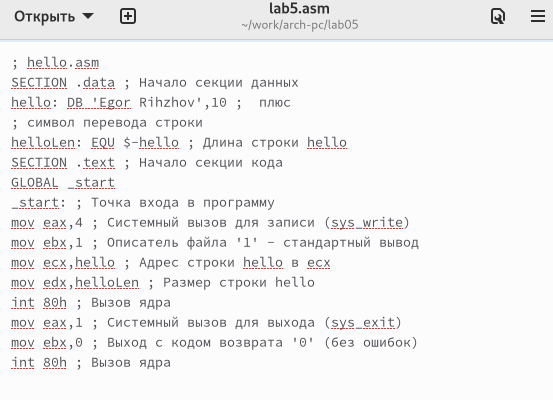 Открыть
lab5.asm
~/work/arch-pc/lab05
; hello.asm
SECTION .data ; Начало секции данных
hello: DB 'Egor Rihzhov',10 ;  плюс
; символ перевода строки
helloLen: EQU $-hello ; Длина строки hello
SECTION .text ; Начало секции кода
GLOBAL _start
_start: ; Точка входа в программу
mov eax,4 ; Системный вызов для записи (sys_write)
mov ebx,1 ; Описатель файла '1' - стандартный вывод
mov ecx,hello ; Адрес строки hello в ecx
mov edx,helloLen ; Размер строки hello
int 80h ; Вызов ядра
mov eax,1 ; Системный вызов для выхода (sys_exit)
mov ebx,0 ; Выход с кодом возврата '0' (без ошибок)
int 80h ; Вызов ядра